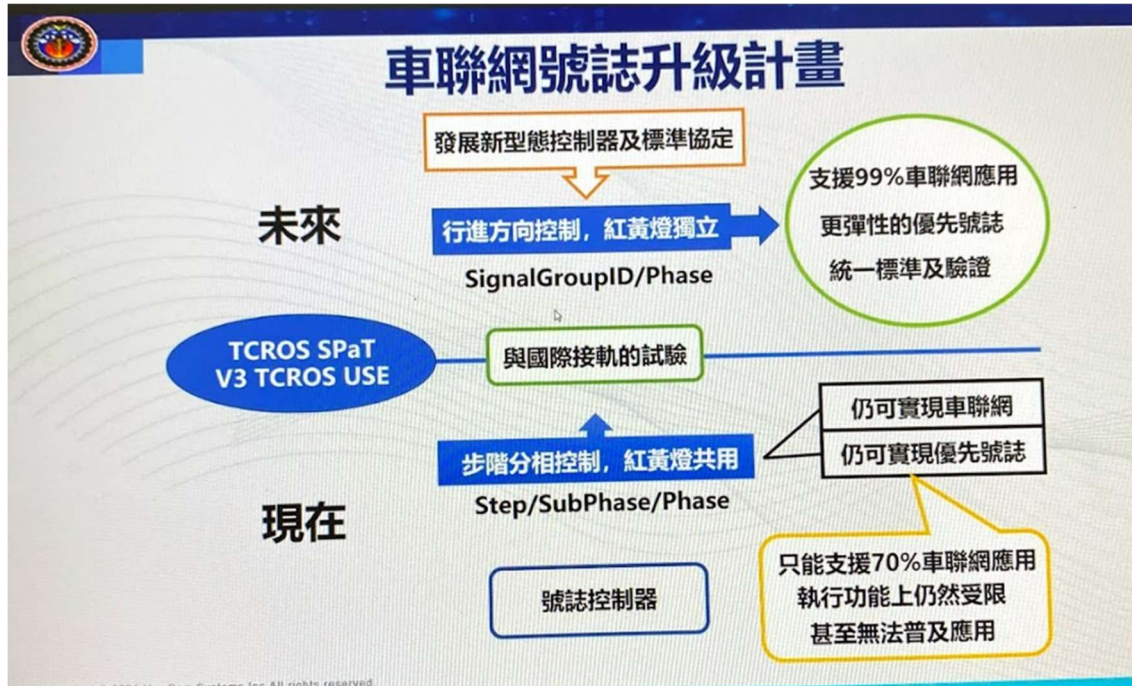 車聯網號誌升級計畫
發展新型態控制器及標準協定
未來
行進方向控制，紅黃燈獨立
SignalGroupID/Phase
支援99%車聯網應用
更彈性的優先號誌
統一標準及驗證
TCROS SPaT
V3 TCROS USE
與國際接軌的試驗
仍可實現車聯網
仍可實現優先號誌
步階分相控制，紅黃燈共用
Step/SubPhase/Phase
現在
號誌控制器
只能支援70%車聯網應用
執行功能上仍然受限
甚至無法普及應用
Systems Inc All rights reserved